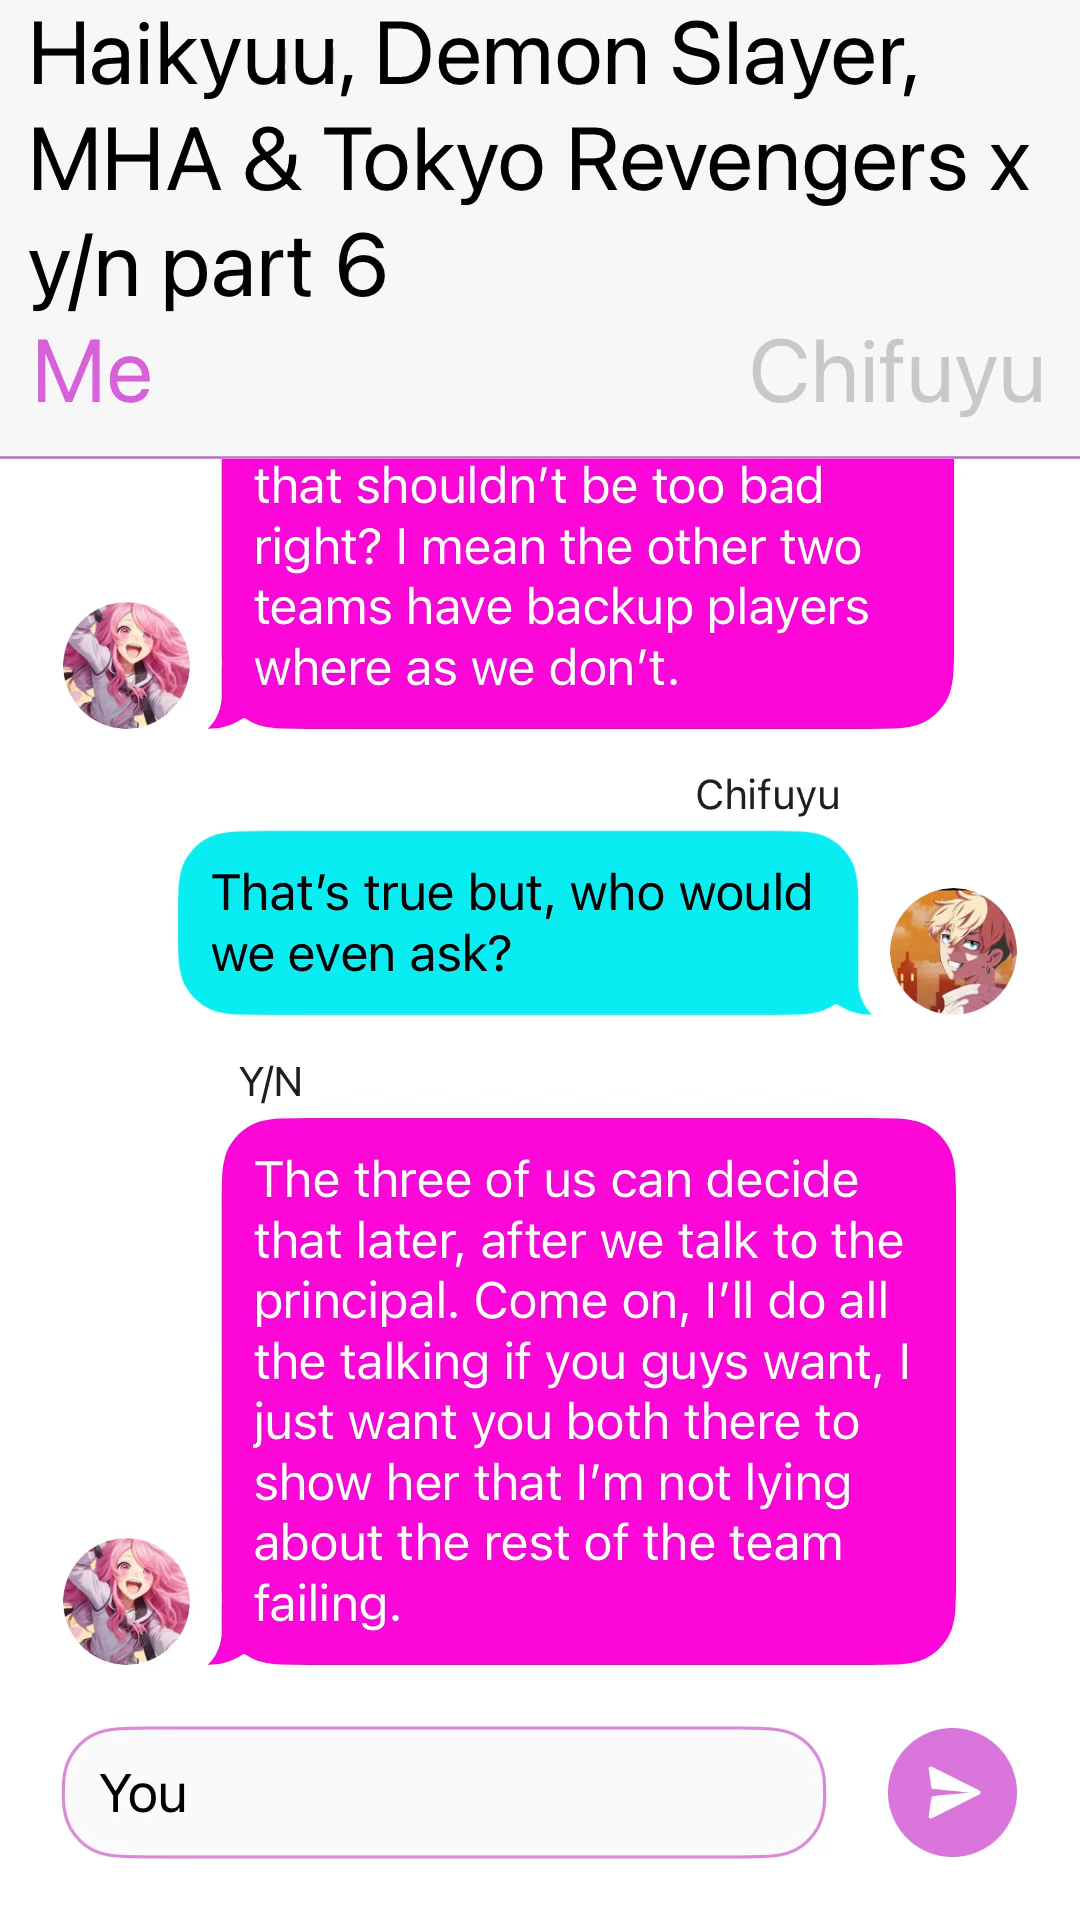 Haikyuu, Demon Slayer,
MHA & Tokyo Revengers x
y/n part 6
Me
Chifuyu
that shouldn’t be too bad
right? I mean the other two
teams have backup players
where as we don’t.
Chifuyu
That’s true but, who would
we even ask?
Y/N
The three of us can decide
that later, after we talk to the
principal. Come on, I’ll do all
the talking if you guys want, I
just want you both there to
show her that I’m not lying
about the rest of the team
failing.
You